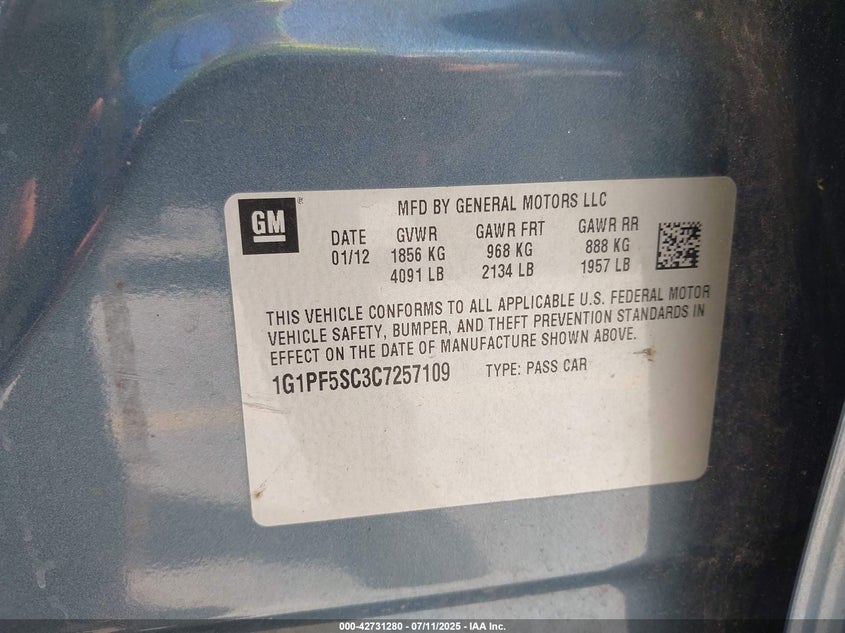 GM®
MFD BY GENERAL MOTORS LLC
DATE GVWR GAWR FRT GAWR RR
01/12 1856 KG 968 KG 888 KG
4091 LB 2134 LB 1957 LB
THIS VEHICLE CONFORMS TO ALL APPLICABLE U.S. FEDERAL MOTOR
VEHICLE SAFETY, BUMPER, AND THEFT PREVENTION STANDARDS IN
EFFECT ON THE DATE OF MANUFACTURE SHOWN ABOVE.
1G1PF5SC3C7257109 TYPE: PASS CAR
000-42731280 - 07/11/2025 - IAA Inc.